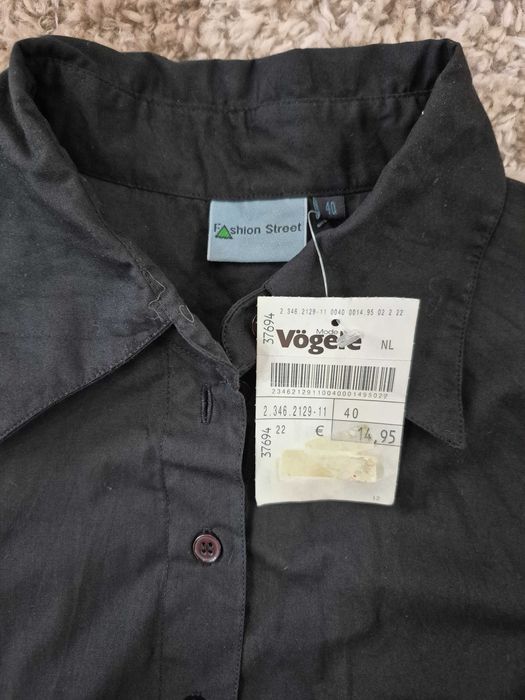 Fashion Street
40
2.346.2129-11 0040 0014.95 02 2 22
37694
Mode
Vögele
NL
2346212911004000149502?
2.346.2129-11 40
37694 22 € 14,95